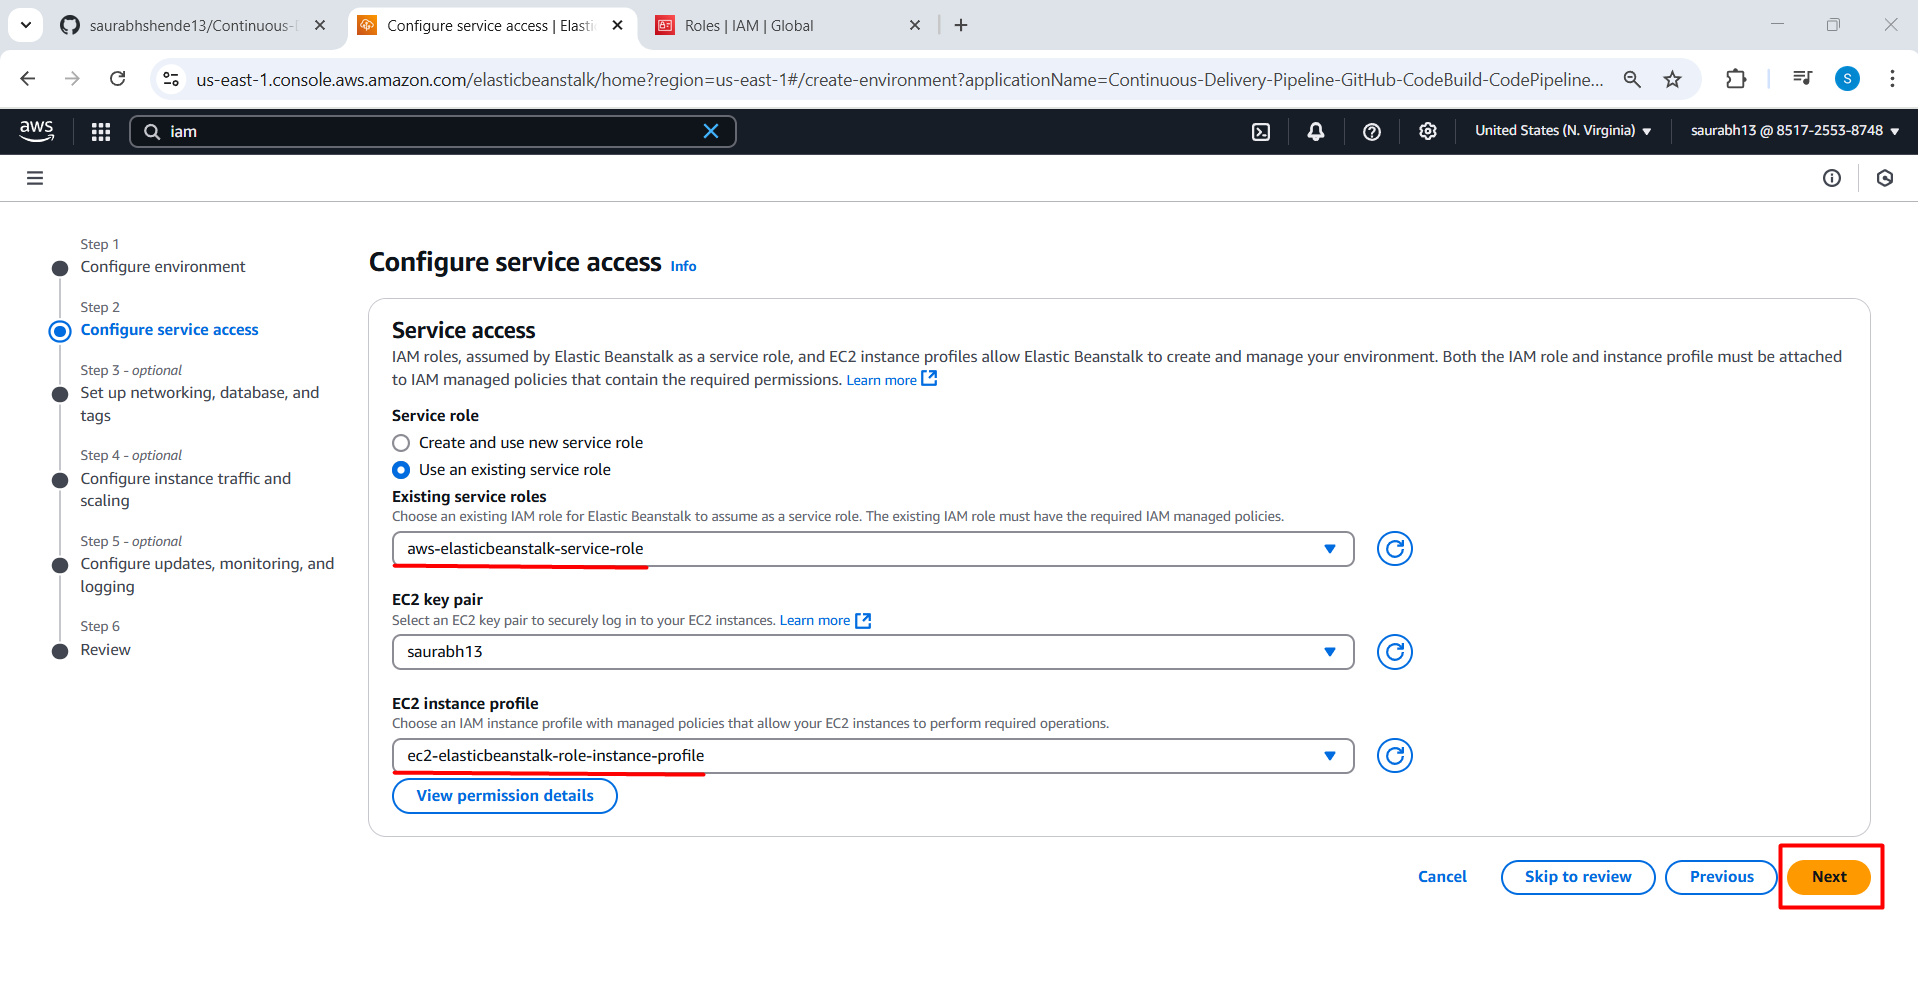 saurabhshende13/Continuous-D
Configure service access | Elastic
Roles | IAM | Global
us-east-1.console.aws.amazon.com/elasticbeanstalk/home?region=us-east-1#/create-environment?applicationName=Continuous-Delivery-Pipeline-GitHub-CodeBuild-CodePipeline...
S
aws
iam
United States (N. Virginia)
saurabh13 @ 8517-2553-8748
Step 1
Configure environment
Step 2
Configure service access
Step 3 - optional
Set up networking, database, and
tags
Step 4 - optional
Configure instance traffic and
scaling
Step 5 - optional
Configure updates, monitoring, and
logging
Step 6
Review
Configure service access Info
Service access
IAM roles, assumed by Elastic Beanstalk as a service role, and EC2 instance profiles allow Elastic Beanstalk to create and manage your environment. Both the IAM role and instance profile must be attached
to IAM managed policies that contain the required permissions. Learn more
Service role
Create and use new service role
Use an existing service role
Existing service roles
Choose an existing IAM role for Elastic Beanstalk to assume as a service role. The existing IAM role must have the required IAM managed policies.
aws-elasticbeanstalk-service-role
EC2 key pair
Select an EC2 key pair to securely log in to your EC2 instances. Learn more
saurabh13
EC2 instance profile
Choose an IAM instance profile with managed policies that allow your EC2 instances to perform required operations.
ec2-elasticbeanstalk-role-instance-profile
View permission details
Cancel
Skip to review
Previous
Next